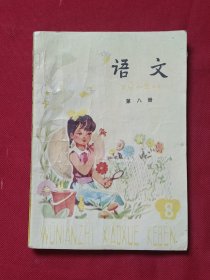 语文
第八册
8
WUNIANZHI XIAOXUE KEBEN